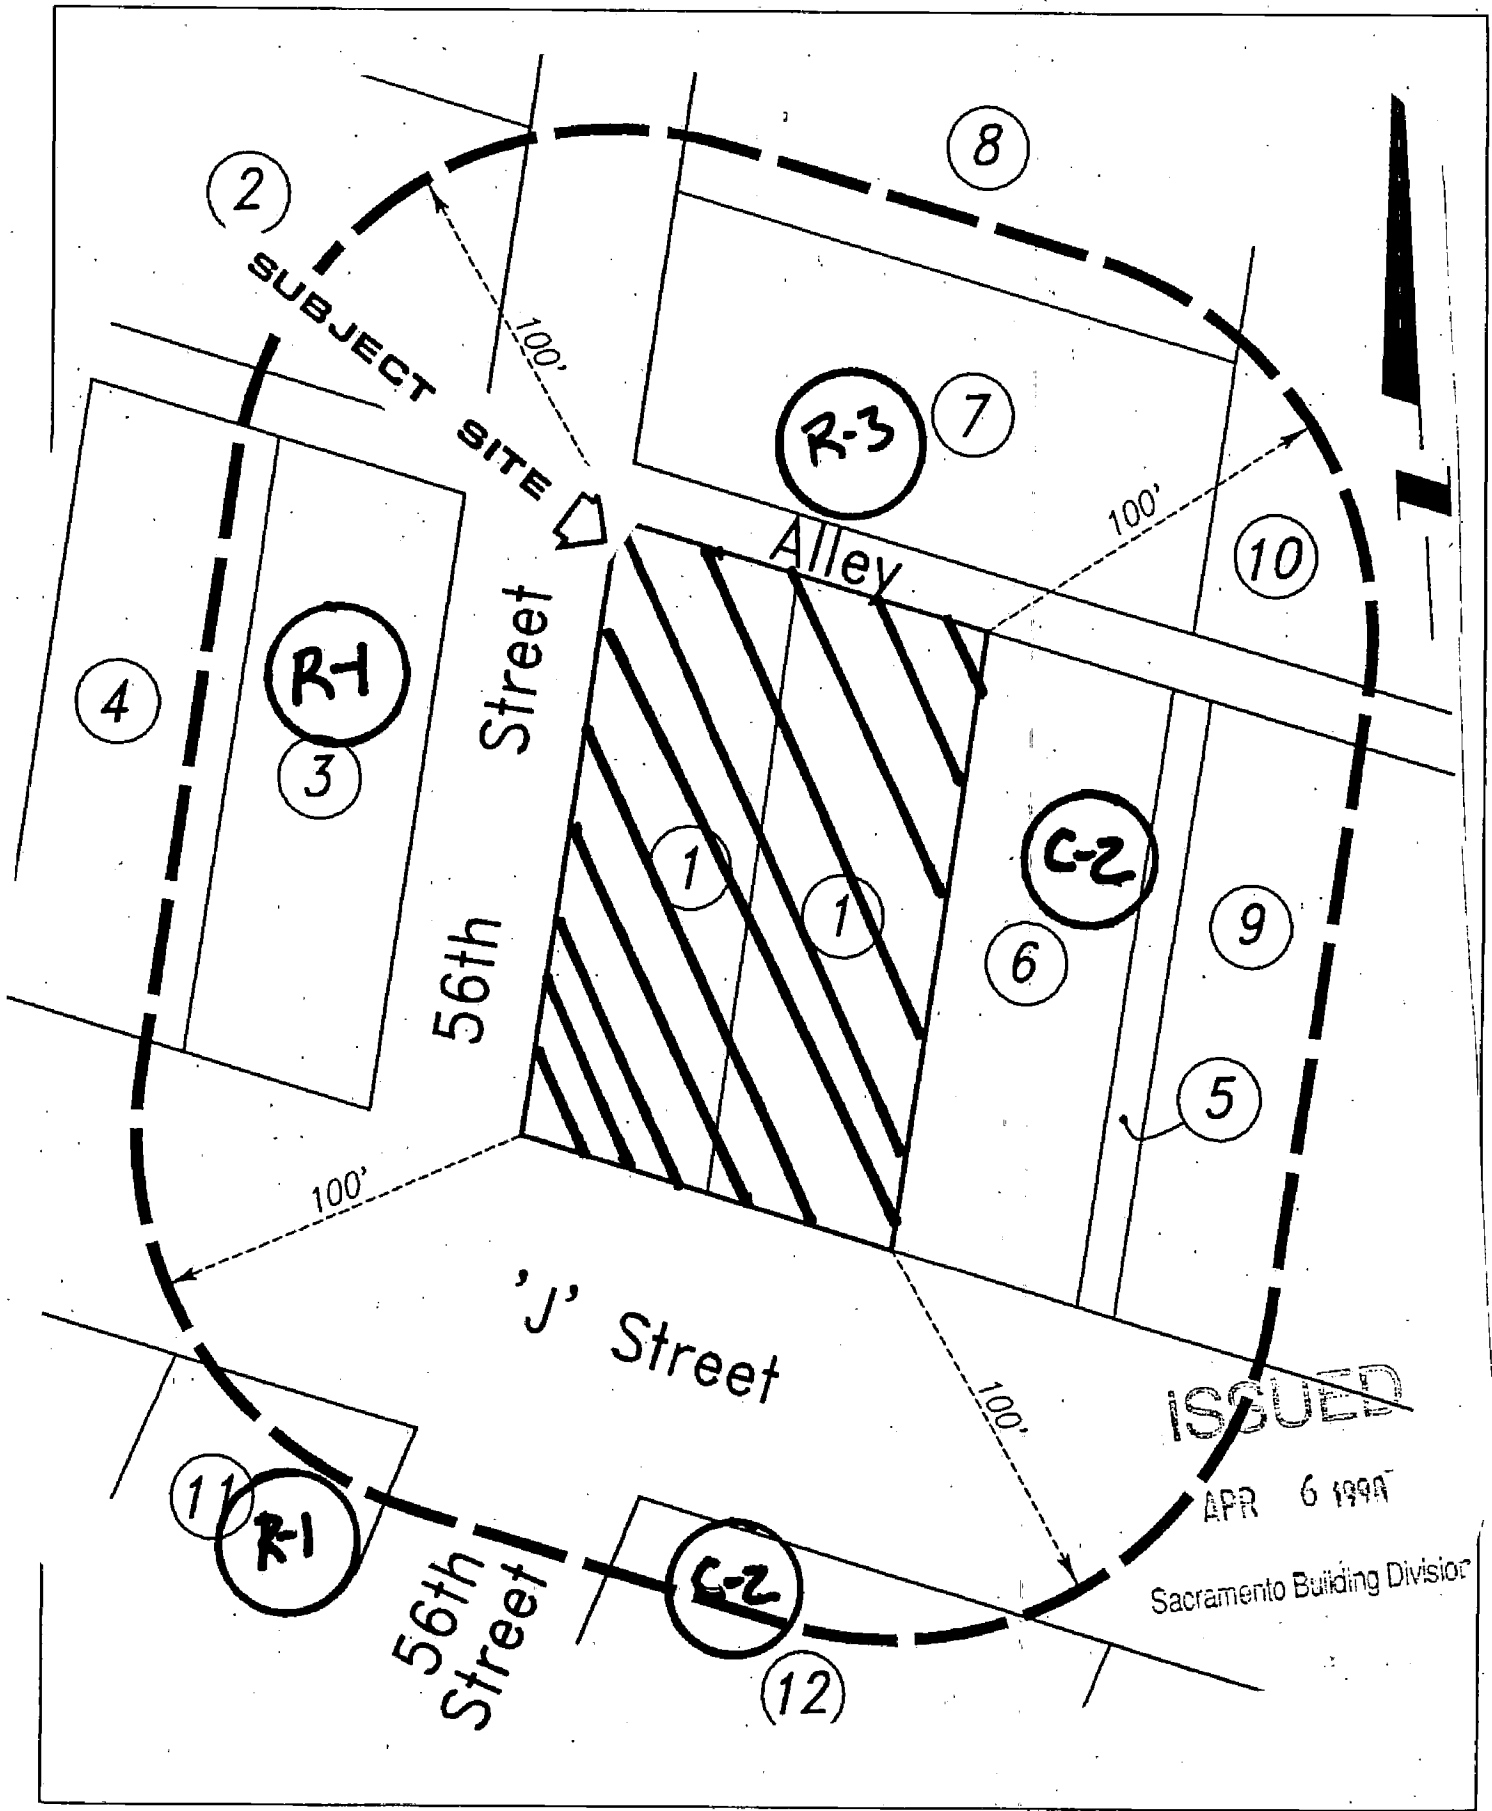 8
2
SUBJECT SITE
100'
R-3
7
100'
Alley
10
R-1
Street
4
3
C-2
1
1
9
6
56th
5
100'
'J' Street
100'
ISSUED
APR 6
11
R-1
C-2
Sacramento Building Division
56th
Street
12